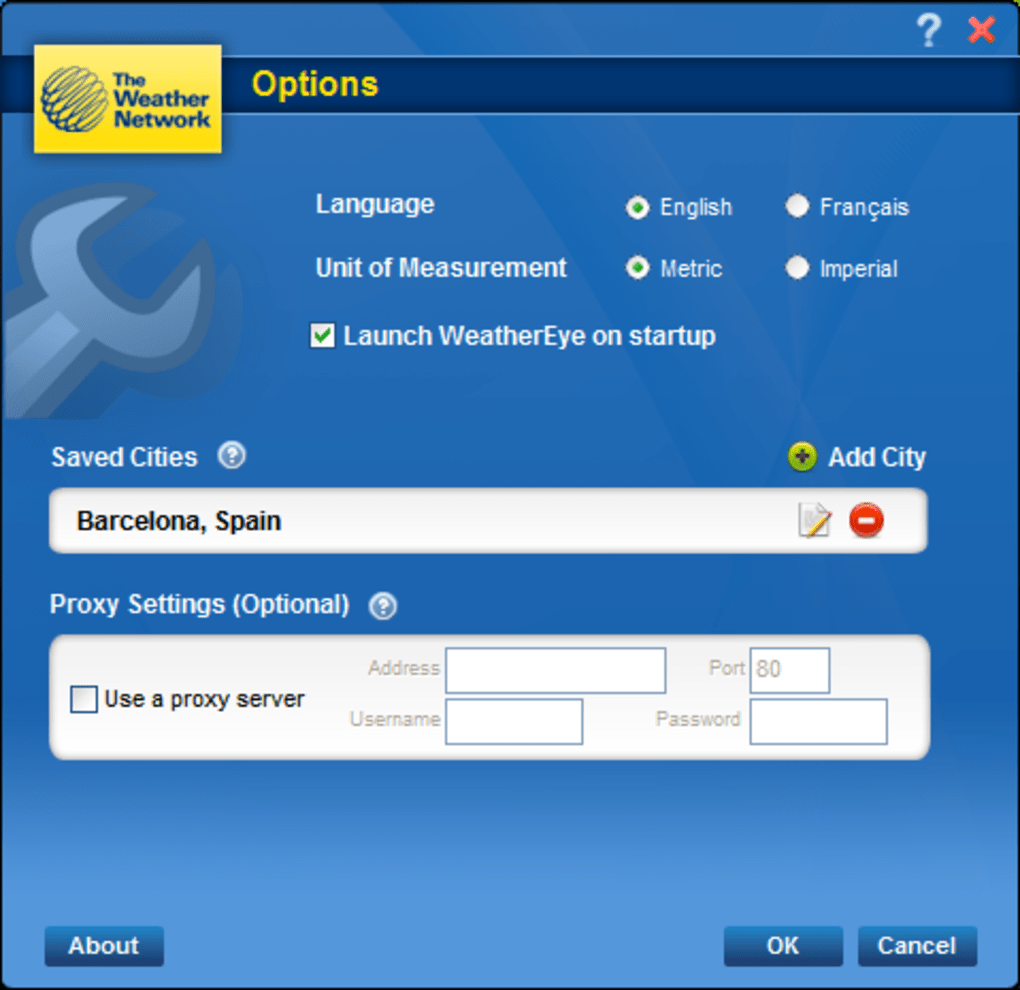 ?
The
Weather
Network
Options
Language English Français
Unit of Measurement Metric Imperial
Launch WeatherEye on startup
Saved Cities ? Add City
Barcelona, Spain
Proxy Settings (Optional) ?
Address Port 80
Use a proxy server
Username Password
About OK Cancel